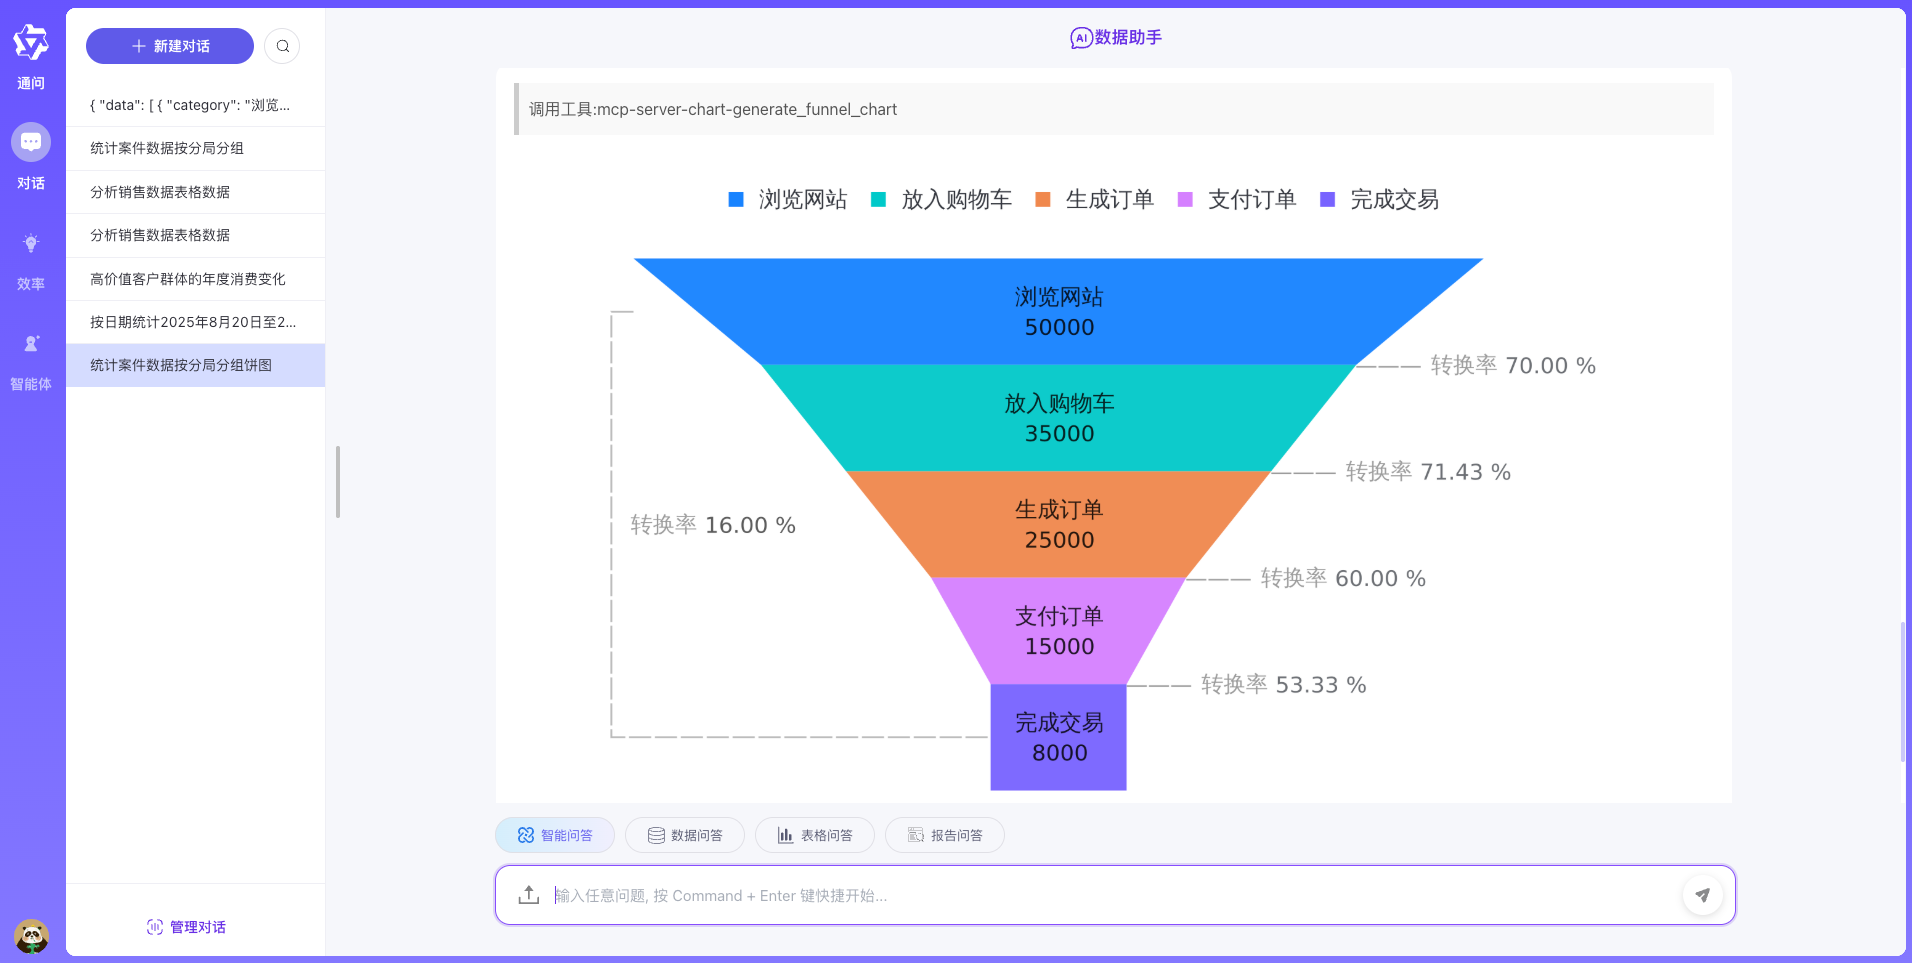 通问
对话
效率
智能体
新建对话
{ "data": [ { "category": "浏览...
统计案件数据按分局分组
分析销售数据表格数据
分析销售数据表格数据
高价值客户群体的年度消费变化
按日期统计2025年8月20日至2...
统计案件数据按分局分组饼图
管理对话
AI 数据助手
调用工具:mcp-server-chart-generate_funnel_chart
浏览网站 放入购物车 生成订单 支付订单 完成交易
浏览网站
50000
转换率 70.00 %
放入购物车
35000
转换率 71.43 %
生成订单
25000
转换率 16.00 %
转换率 60.00 %
支付订单
15000
转换率 53.33 %
完成交易
8000
智能问答 数据问答 表格问答 报告问答
输入任意问题, 按 Command + Enter 键快捷开始...